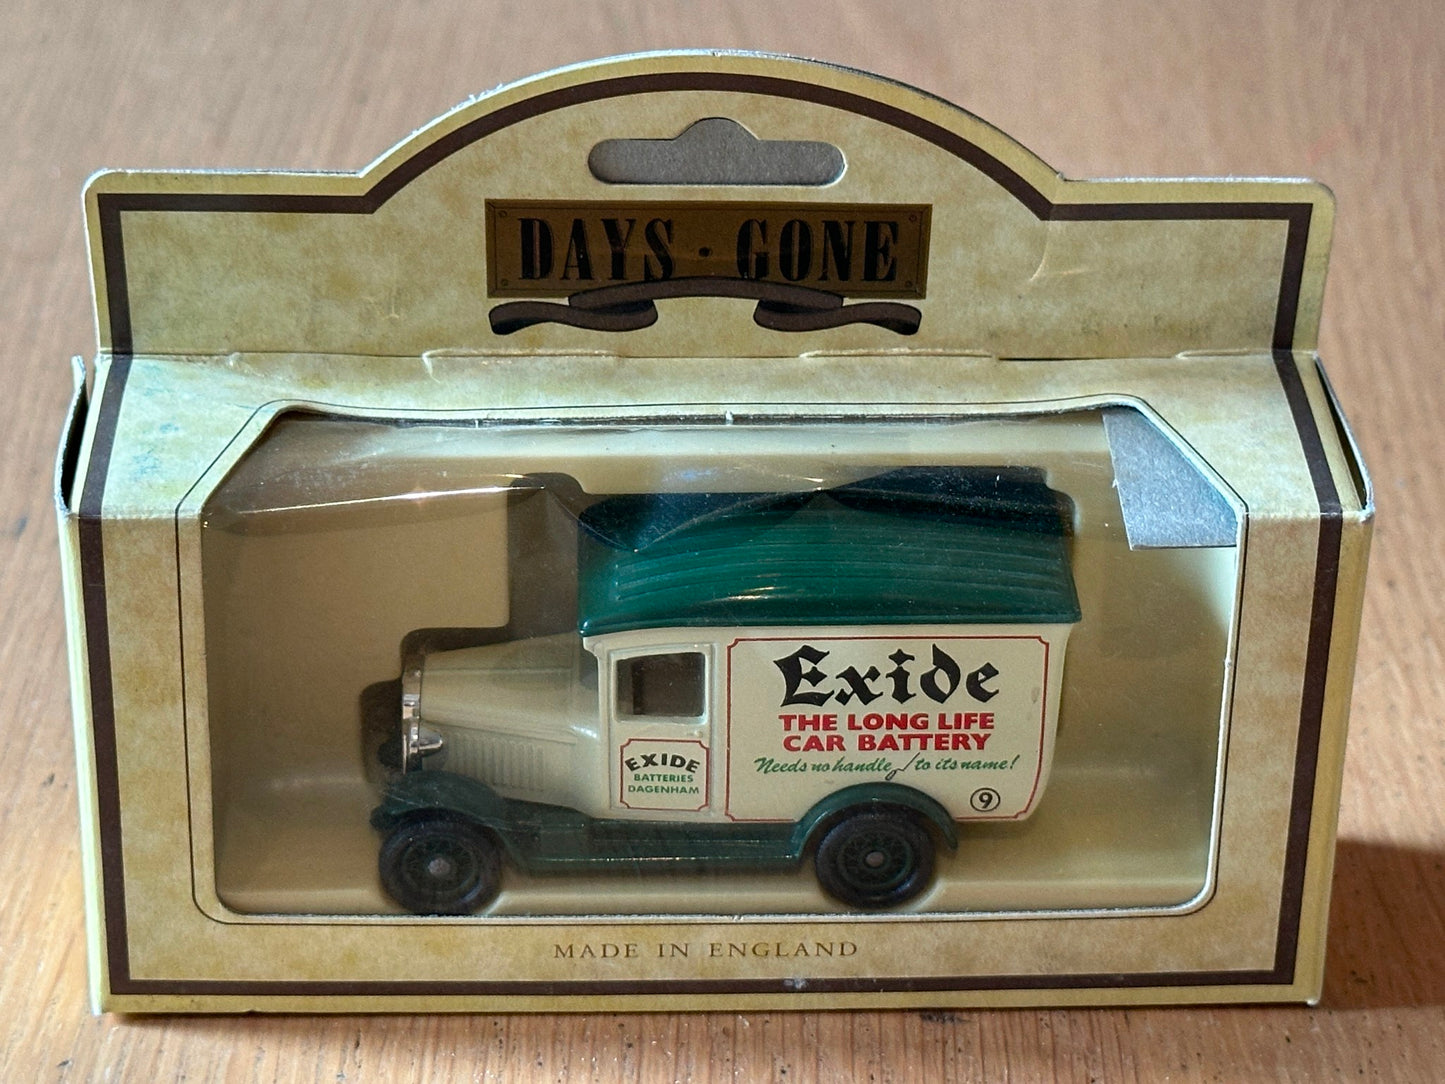 DAYS · GONE
Exide
THE LONG LIFE
CAR BATTERY
Needs no handle to its name!
9
EXIDE
BATTERIES
DAGENHAM
MADE IN ENGLAND